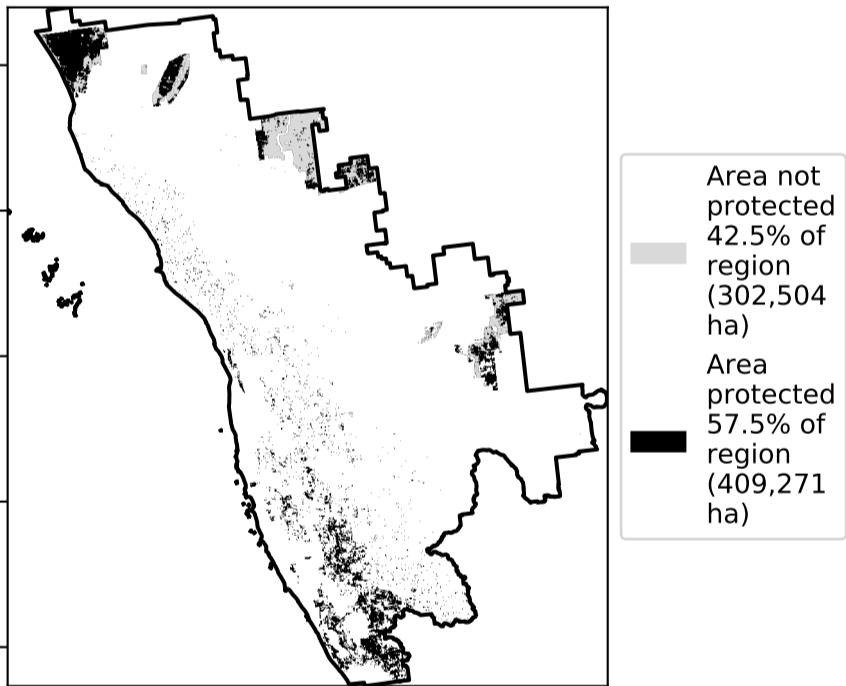 Area not
protected
42.5% of
region
(302,504
ha)
Area
protected
57.5% of
region
(409,271
ha)